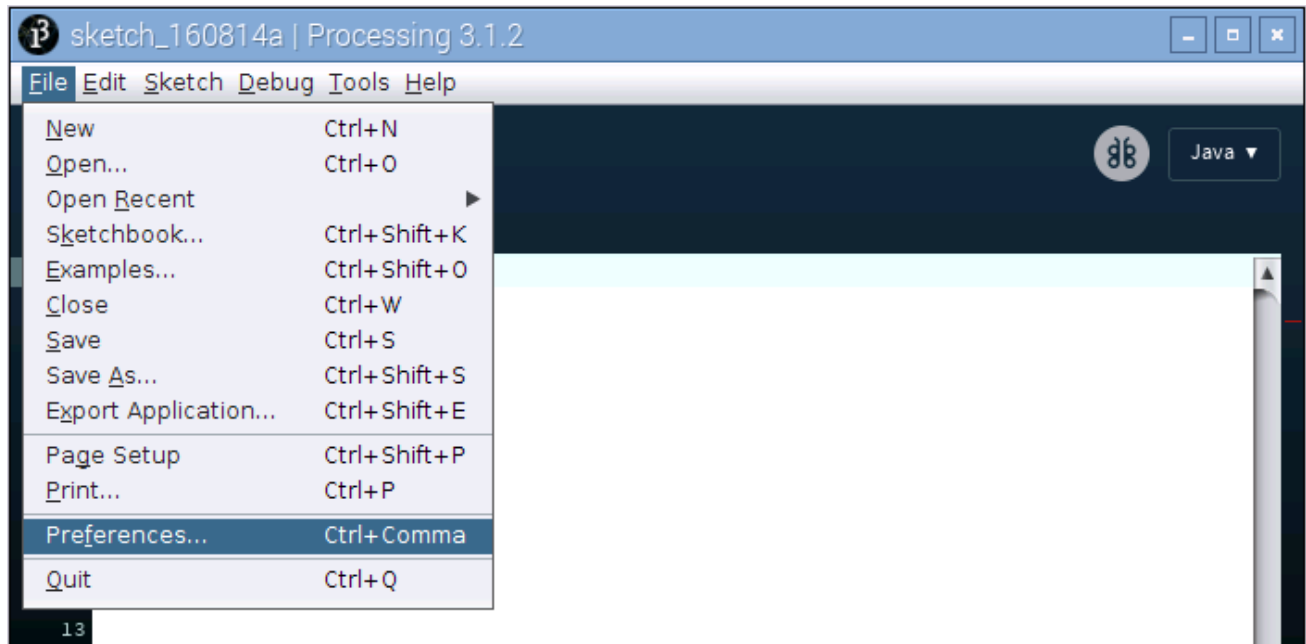 sketch_160814a | Processing 3.1.2
File Edit Sketch Debug Tools Help
Java ▼
New Ctrl+N
Open... Ctrl+O
Open Recent
Sketchbook... Ctrl+Shift+K
Examples... Ctrl+Shift+O
Close Ctrl+W
Save Ctrl+S
Save As... Ctrl+Shift+S
Export Application... Ctrl+Shift+E
Page Setup Ctrl+Shift+P
Print... Ctrl+P
Preferences... Ctrl+Comma
Quit Ctrl+Q
13